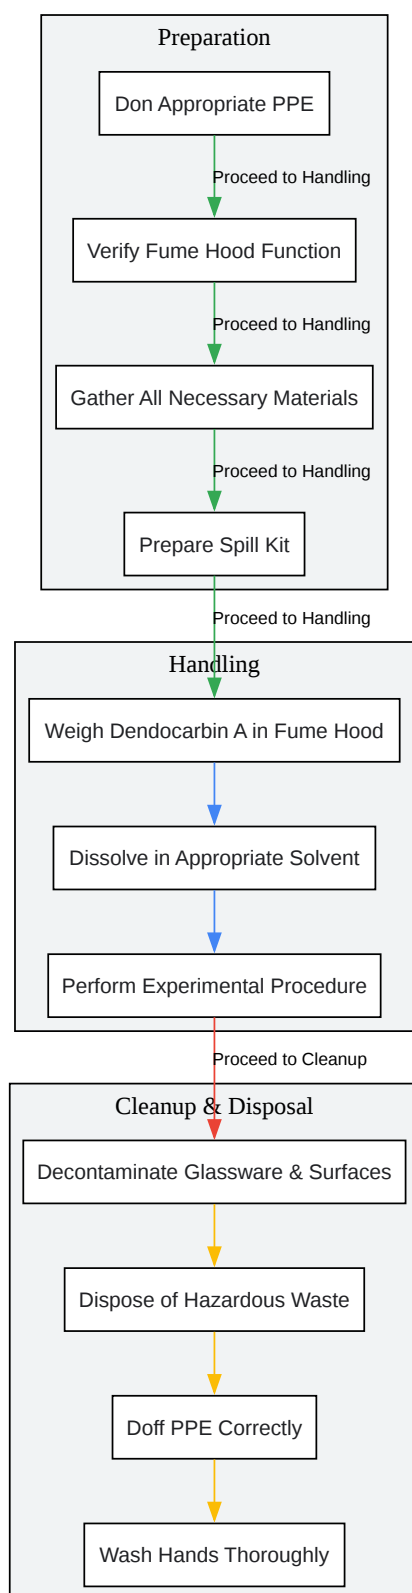 Preparation
Don Appropriate PPE
Proceed to Handling
Verify Fume Hood Function
Proceed to Handling
Gather All Necessary Materials
Proceed to Handling
Prepare Spill Kit
Proceed to Handling
Handling
Weigh Dendocarbin A in Fume Hood
Dissolve in Appropriate Solvent
Perform Experimental Procedure
Proceed to Cleanup
Cleanup & Disposal
Decontaminate Glassware & Surfaces
Dispose of Hazardous Waste
Doff PPE Correctly
Wash Hands Thoroughly